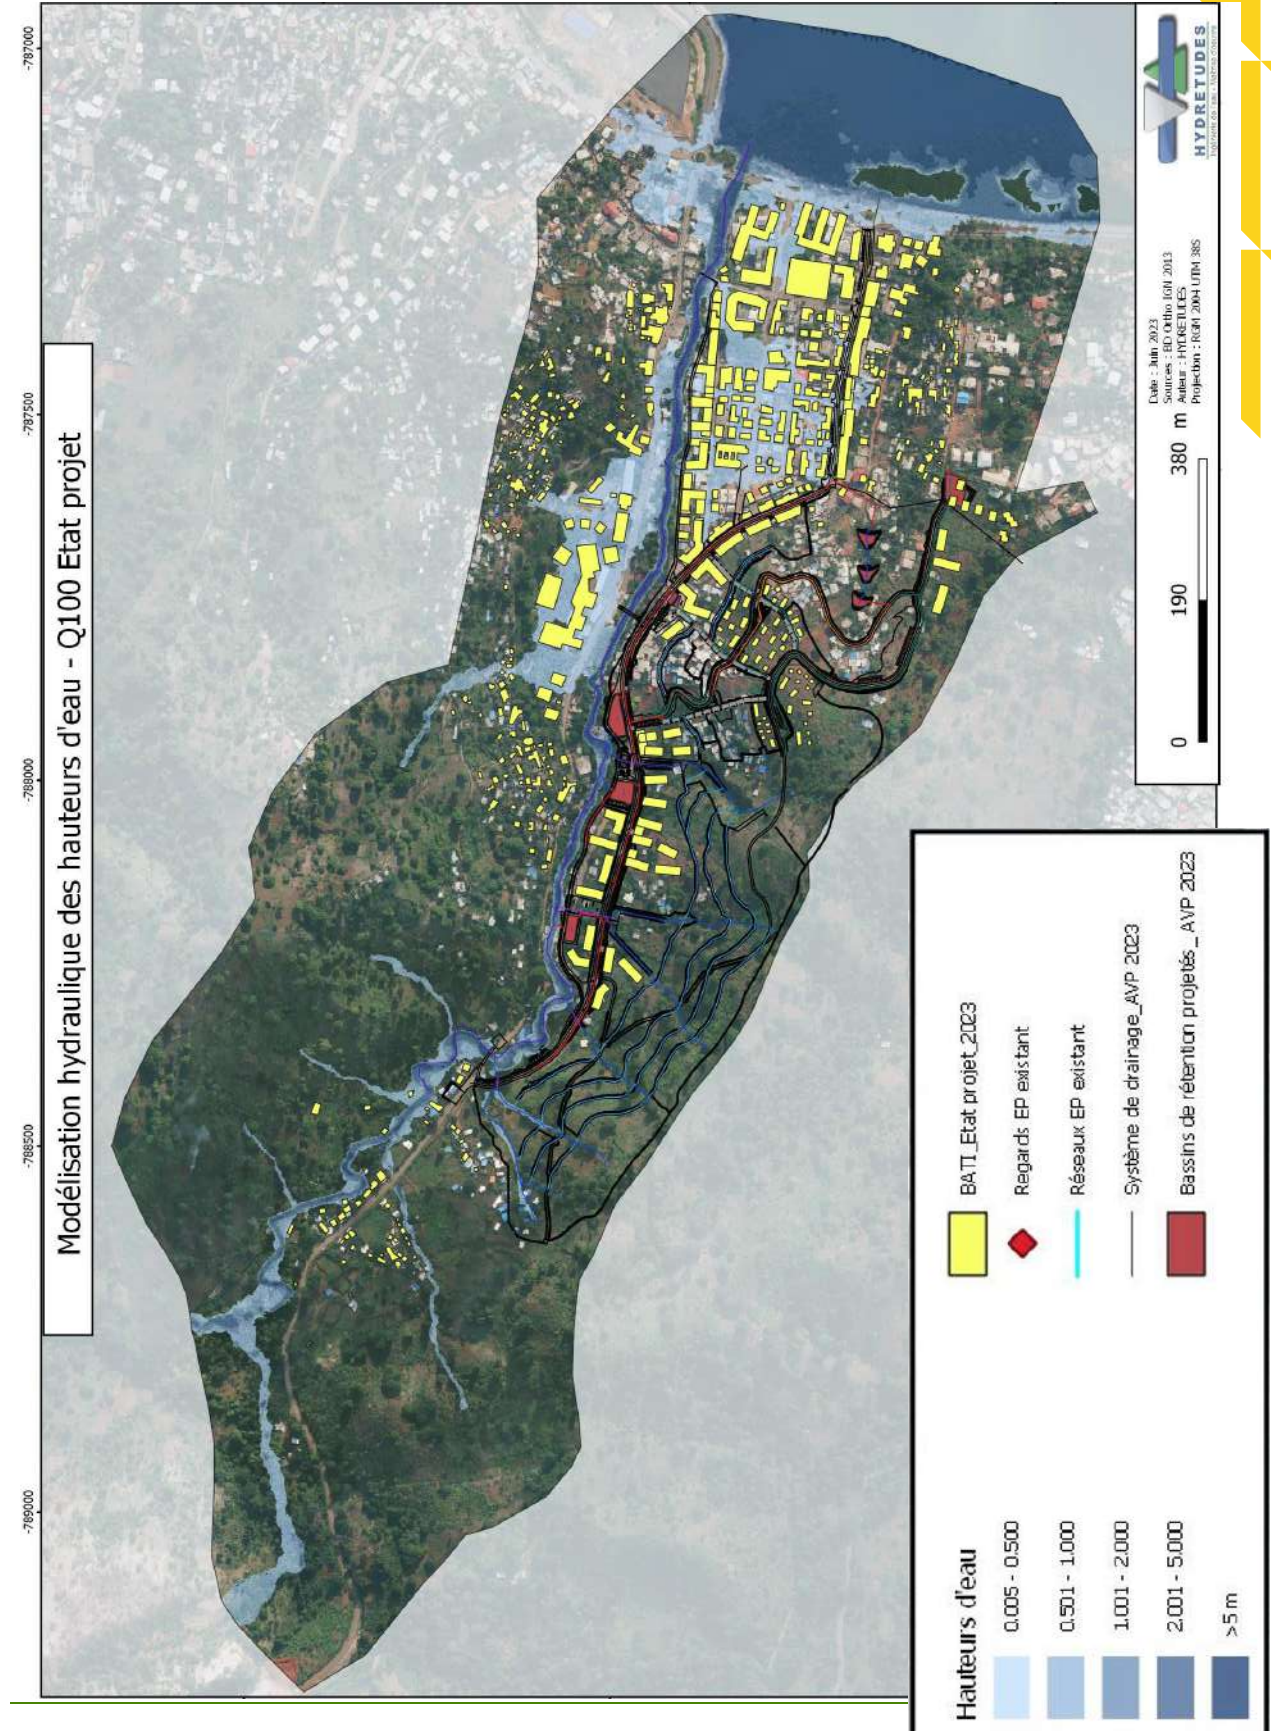 Modélisation hydraulique des hauteurs d'eau - Q100 Etat projet
-789000
-788500
-788000
-787500
-787000
Hauteurs d'eau
0.005 - 0.500
0.501 - 1.000
1.001 - 2.000
2.001 - 5.000
>5 m
BATI_Etat projet_2023
Regards EP existant
Réseaux EP existant
Système de drainage_AVP 2023
Bassins de rétention projetés_ AVP 2023
0 190 380 m
Date : Juin 2023
Sources : BD Ortho IGN 2013
Auteur : HYDRETUDES
Projection : RGM 2004 UTM 38S
HYDRETUDES